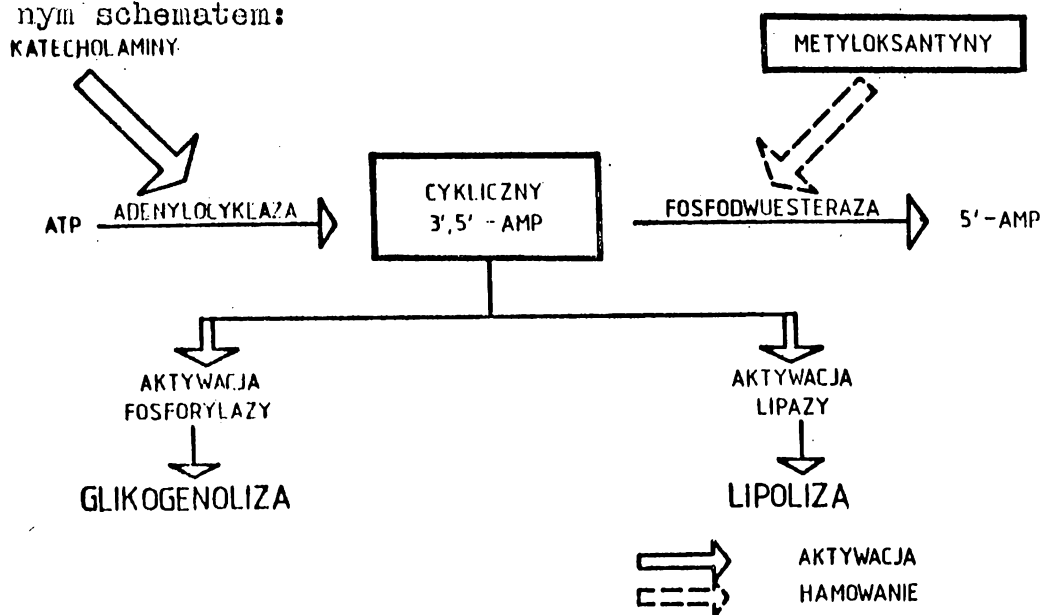 nym schematem:
KATECHOLAMINY
METYLOKSANTYNY
ATP
ADENYLOCYKLAZA
CYKLICZNY
3',5' -AMP
FOSFODWUESTERAZA
5'-AMP
AKTYWACJA
FOSFORYLAZY
AKTYWACJA
LIPAZY
GLIKOGENOLIZA
LIPOLIZA
AKTYWACJA
HAMOWANIE